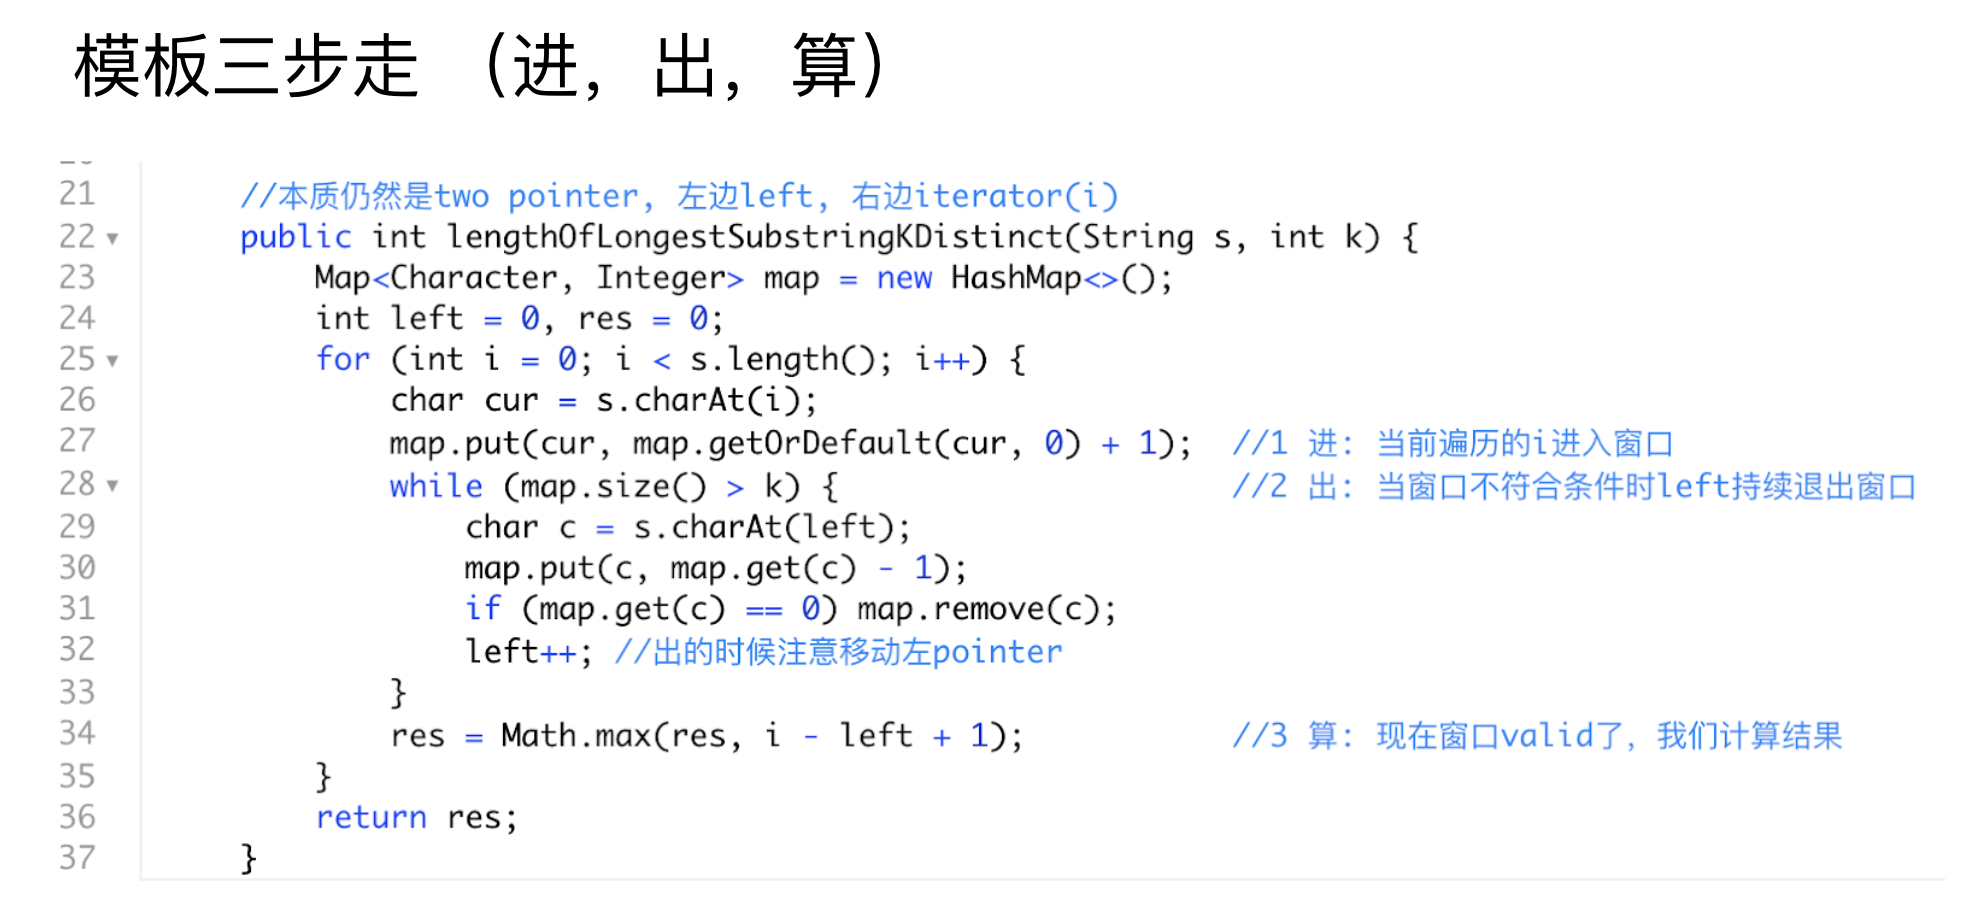 模板三步走 （进，出，算）
21 //本质仍然是two pointer, 左边left, 右边iterator(i)
22 public int lengthOfLongestSubstringKDistinct(String s, int k) {
23 Map<Character, Integer> map = new HashMap<>();
24 int left = 0, res = 0;
25 for (int i = 0; i < s.length(); i++) {
26 char cur = s.charAt(i);
27 map.put(cur, map.getOrDefault(cur, 0) + 1); //1 进: 当前遍历的i进入窗口
28 while (map.size() > k) { //2 出: 当窗口不符合条件时left持续退出窗口
29 char c = s.charAt(left);
30 map.put(c, map.get(c) - 1);
31 if (map.get(c) == 0) map.remove(c);
32 left++; //出的时候注意移动左pointer
33 }
34 res = Math.max(res, i - left + 1); //3 算: 现在窗口valid了, 我们计算结果
35 }
36 return res;
37 }